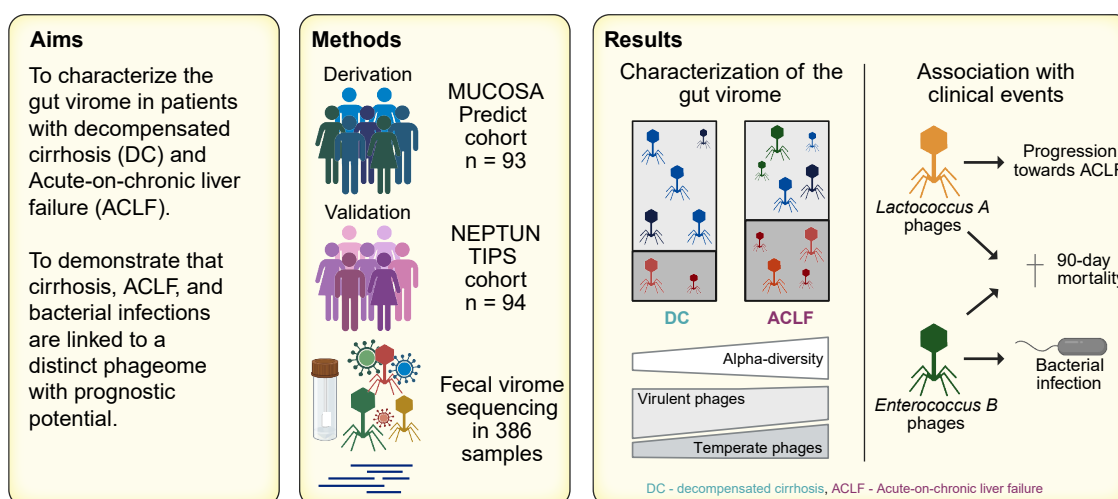 Aims
To characterize the
gut virome in patients
with decompensated
cirrhosis (DC) and
Acute-on-chronic liver
failure (ACLF).
To demonstrate that
cirrhosis, ACLF, and
bacterial infections
are linked to a
distinct phageome
with prognostic
potential.
Methods
Derivation
MUCOSA
Predict
cohort
n = 93
Validation
NEPTUN
TIPS
cohort
n = 94
Fecal virome
sequencing
in 386
samples
Results
Characterization of the
gut virome
DC
ACLF
Alpha-diversity
Virulent phages
Temperate phages
Association with
clinical events
Lactococcus A
phages
Progression
towards ACLF
90-day
mortality
Enterococcus B
phages
Bacterial
infection
DC - decompensated cirrhosis, ACLF - Acute-on-chronic liver failure